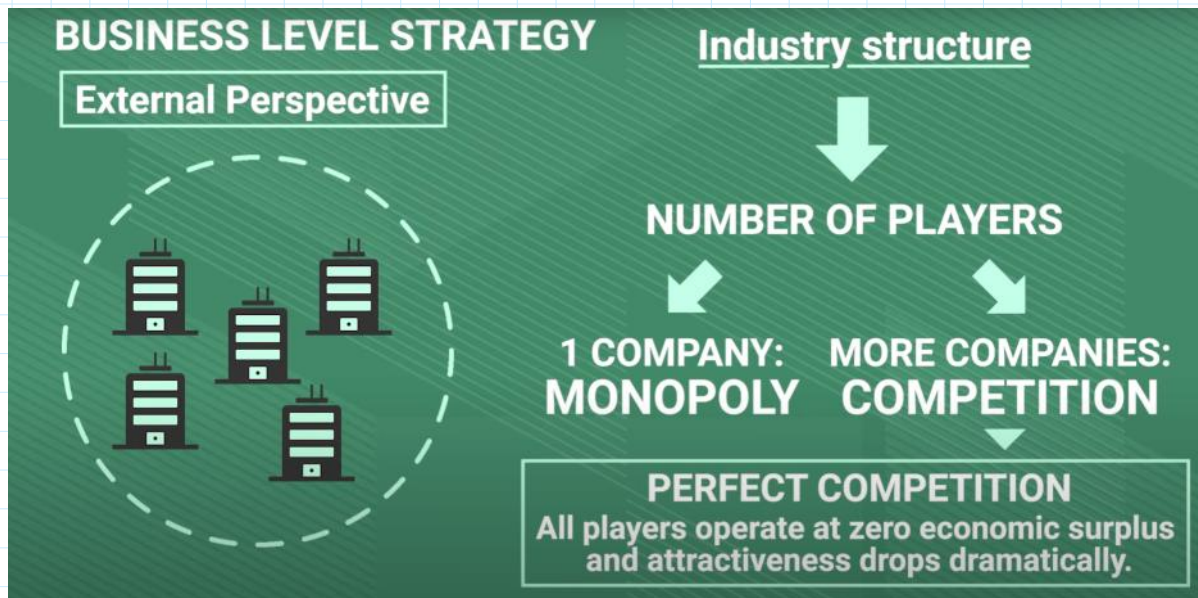 BUSINESS LEVEL STRATEGY
External Perspective
Industry structure
NUMBER OF PLAYERS
1 COMPANY:
MONOPOLY
MORE COMPANIES:
COMPETITION
PERFECT COMPETITION
All players operate at zero economic surplus
and attractiveness drops dramatically.